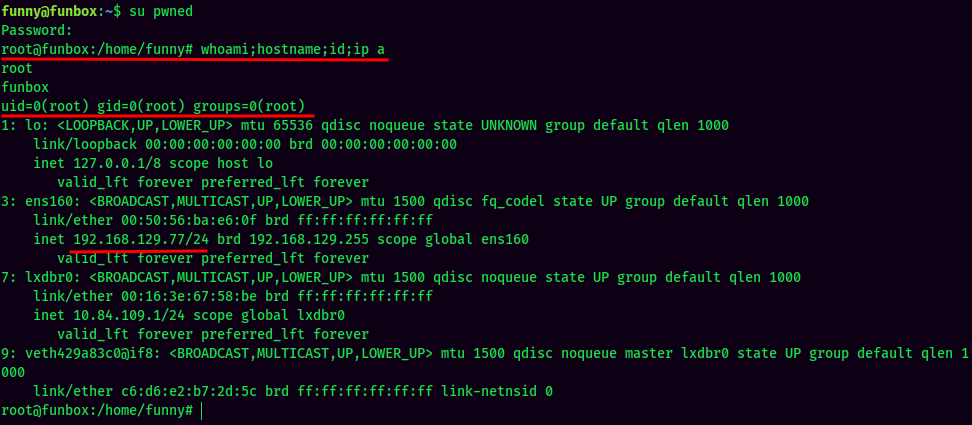 funny@funbox:~$ su pwned
Password:
root@funbox:/home/funny# whoami;hostname;id;ip a
root
funbox
uid=0(root) gid=0(root) groups=0(root)
1: lo: <LOOPBACK,UP,LOWER_UP> mtu 65536 qdisc noqueue state UNKNOWN group default qlen 1000
    link/loopback 00:00:00:00:00:00 brd 00:00:00:00:00:00
    inet 127.0.0.1/8 scope host lo
       valid_lft forever preferred_lft forever
3: ens160: <BROADCAST,MULTICAST,UP,LOWER_UP> mtu 1500 qdisc fq_codel state UP group default qlen 1000
    link/ether 00:50:56:ba:e6:0f brd ff:ff:ff:ff:ff:ff
    inet 192.168.129.77/24 brd 192.168.129.255 scope global ens160
       valid_lft forever preferred_lft forever
7: lxdbr0: <BROADCAST,MULTICAST,UP,LOWER_UP> mtu 1500 qdisc noqueue state UP group default qlen 1000
    link/ether 00:16:3e:67:58:be brd ff:ff:ff:ff:ff:ff
    inet 10.84.109.1/24 scope global lxdbr0
       valid_lft forever preferred_lft forever
9: veth429a83c0@if8: <BROADCAST,MULTICAST,UP,LOWER_UP> mtu 1500 qdisc noqueue master lxdbr0 state UP group default qlen 1
000
    link/ether c6:d6:e2:b7:2d:5c brd ff:ff:ff:ff:ff:ff link-netnsid 0
root@funbox:/home/funny#